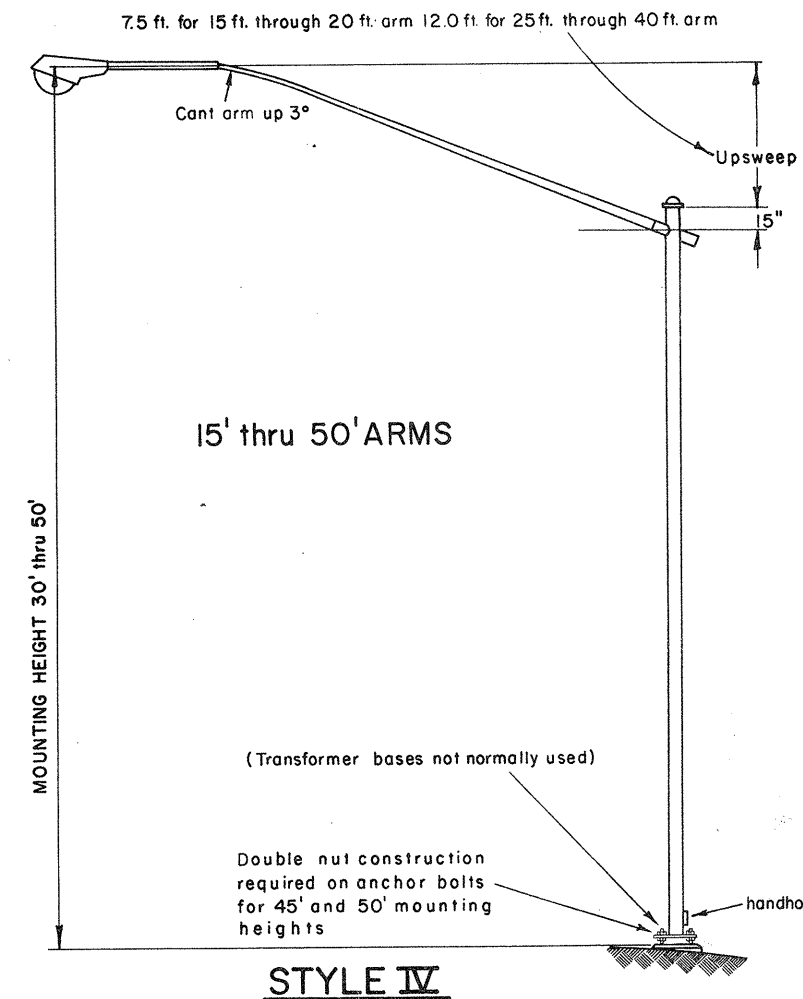 7.5 ft. for 15 ft. through 20 ft. arm 12.0 ft. for 25 ft. through 40 ft. arm
Cant arm up 3°
Upsweep
15"
15' thru 50' ARMS
MOUNTING HEIGHT 30' thru 50'
(Transformer bases not normally used)
Double nut construction
required on anchor bolts
for 45' and 50' mounting
heights
handho
STYLE IV